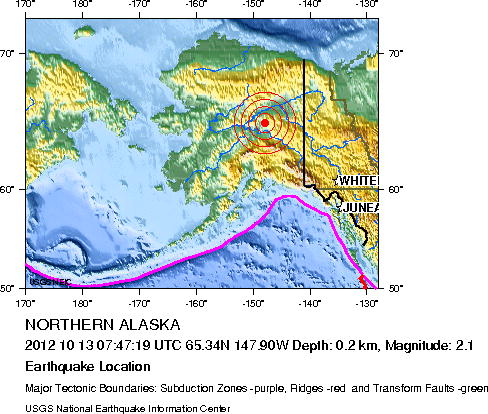 170° -170° -160° -150° -140° -130°
70° 70°
60° 60°
WHITE
JUNEA
USGS NEIC
50° 50°
170° -170° -160° -150° -140° -130°
NORTHERN ALASKA
2012 10 13 07:47:19 UTC 65.34N 147.90W Depth: 0.2 km, Magnitude: 2.1
Earthquake Location
Major Tectonic Boundaries: Subduction Zones -purple, Ridges -red and Transform Faults -green
USGS National Earthquake Information Center